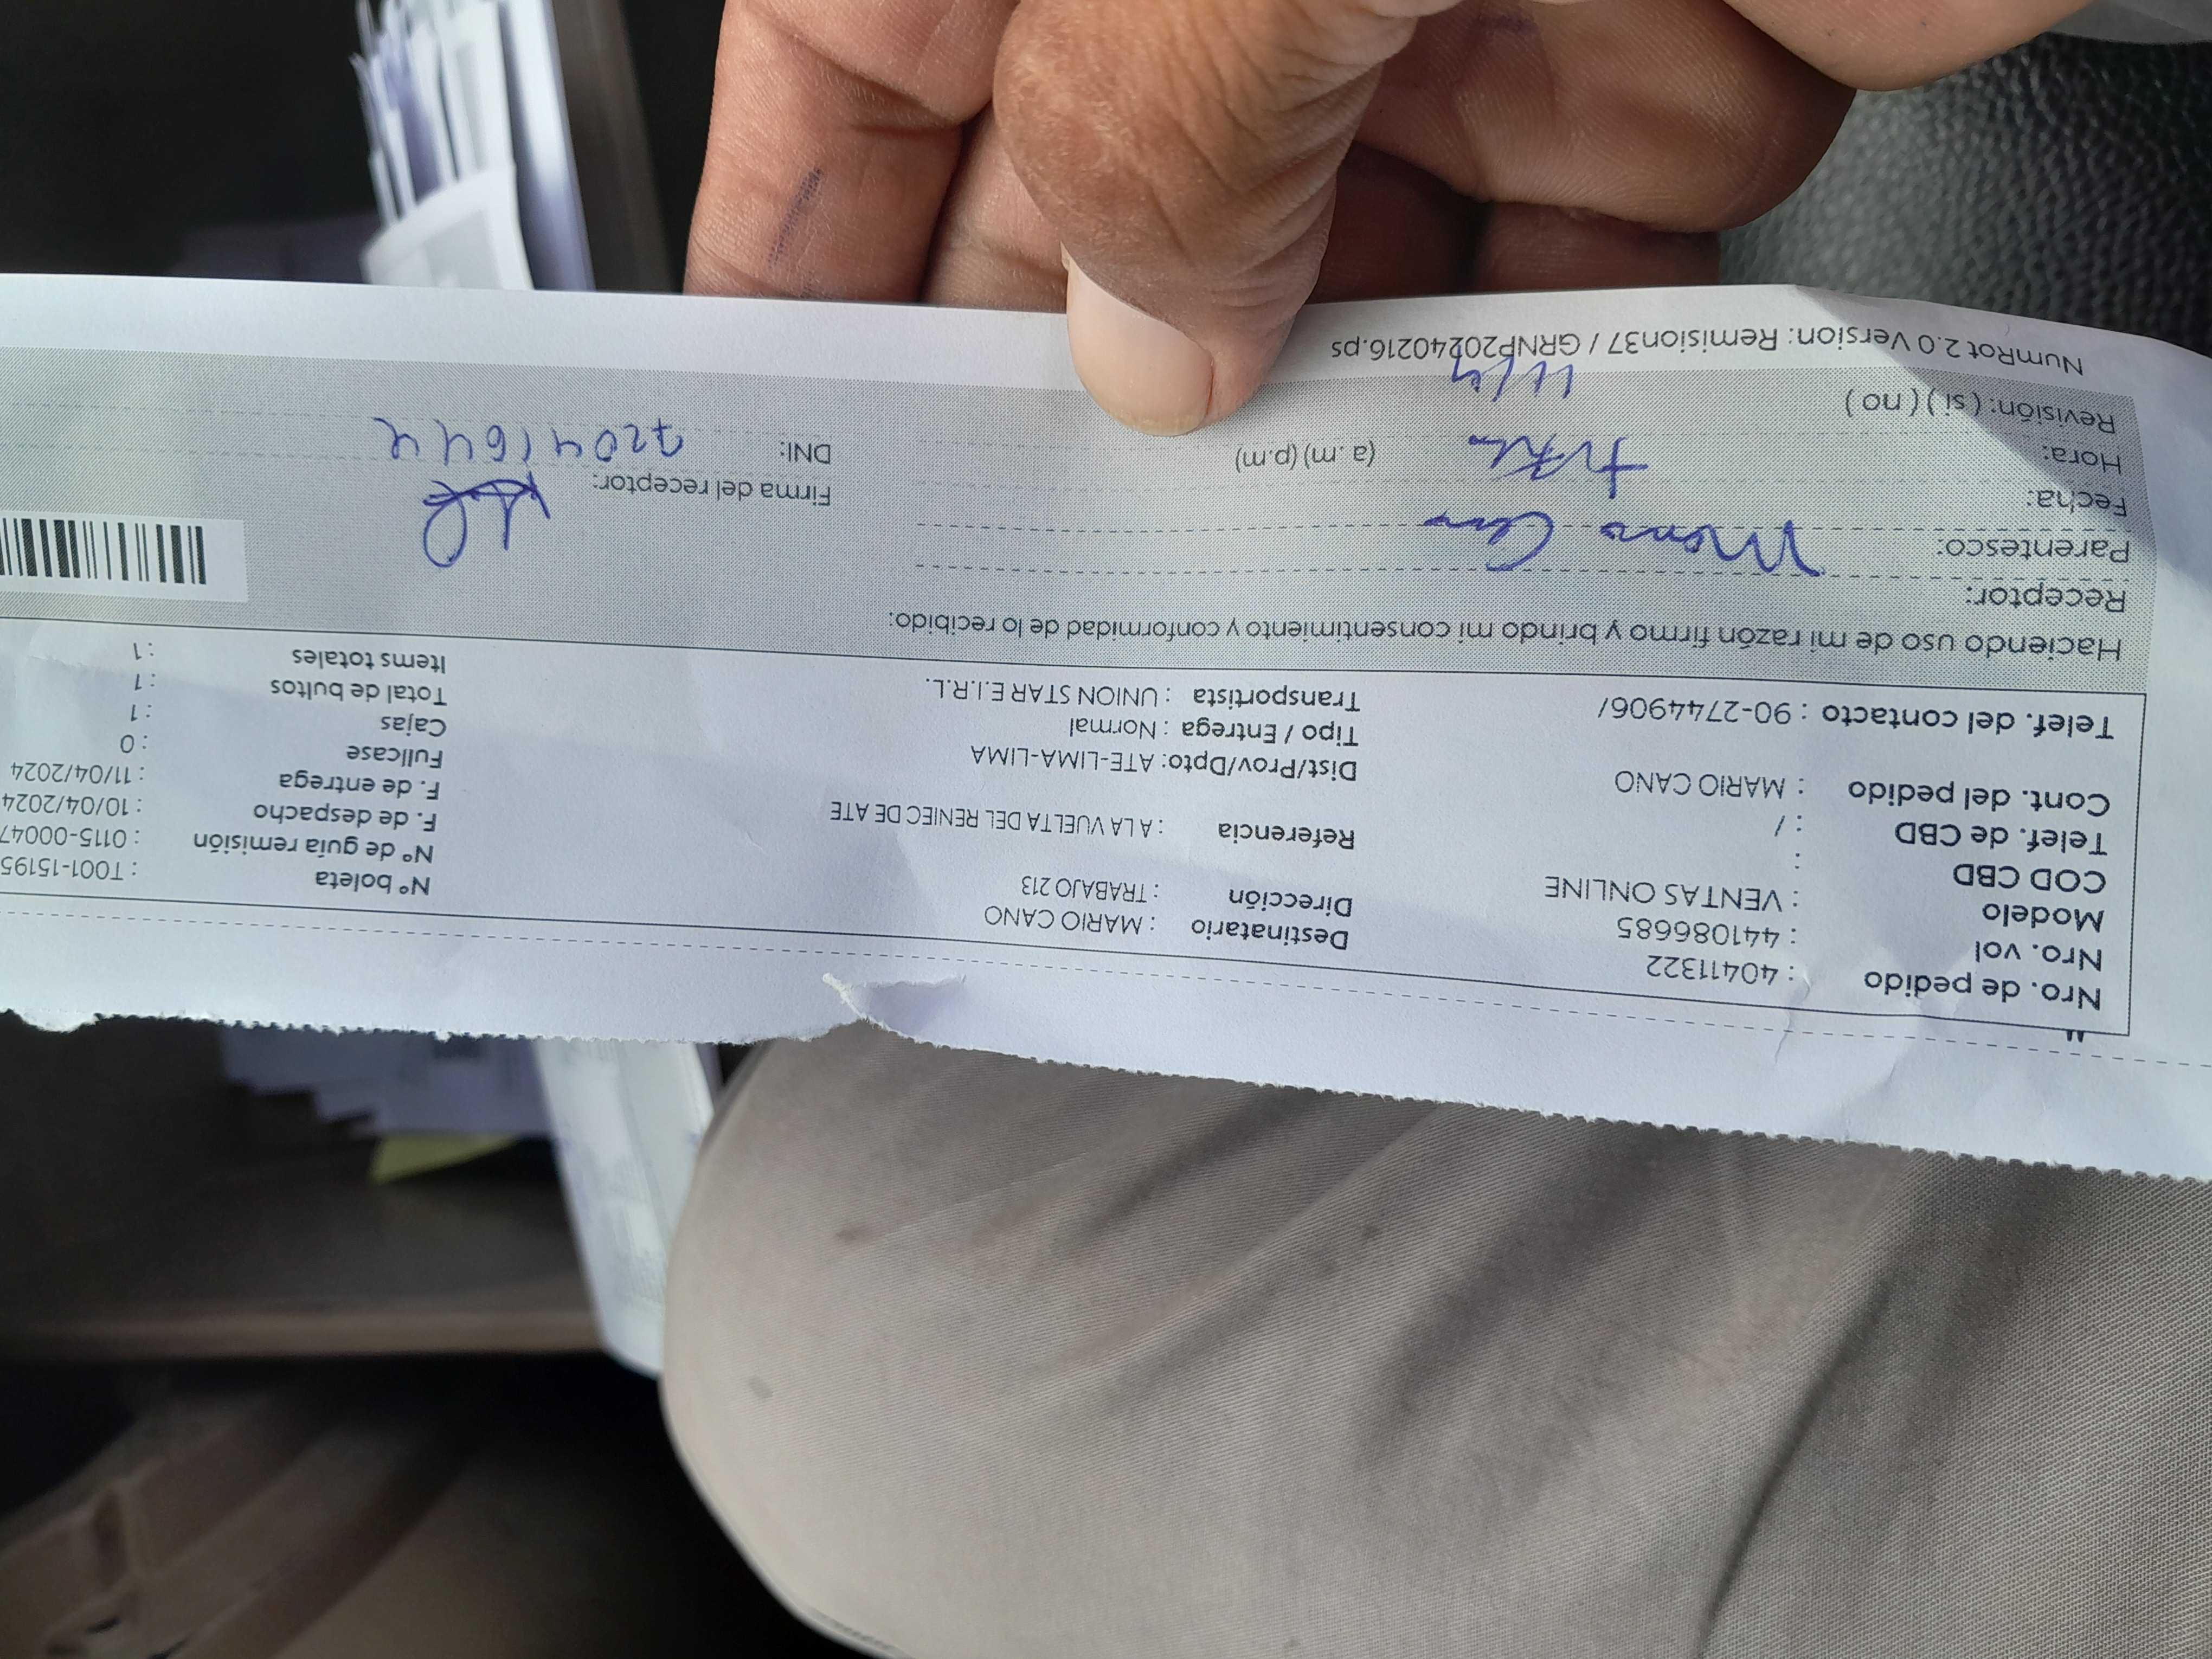 Nro. de pedido : 40411322
Nro. vol : 441086685
Modelo : VENTAS ONLINE
COD CBD :
Telef. de CBD : /
Cont. del pedido : MARIO CANO
Telef. del contacto : 90-2744906/
Destinatario : MARIO CANO
Dirección : TRABAJO 213
Referencia : A LA VUELTA DEL RENIEC DE ATE
Dist/Prov/Dpto: ATE-LIMA-LIMA
Tipo / Entrega : Normal
Transportista : UNION STAR E.I.R.L.
N° boleta : T001-15195
N° de guía remisión : 0115-00047
F. de despacho : 10/04/2024
F. de entrega : 11/04/2024
Fullcase : 0
Cajas : 1
Total de bultos : 1
Items totales : 1
Haciendo uso de mi razón firmo y brindo mi consentimiento y conformidad de lo recibido:
Receptor:
Parentesco:
Fecha:
Hora: (a.m) (p.m)
Revisión: ( si ) ( no )
Firma del receptor:
DNI: 72041644
NumRot 2.0 Version: Remision37 / GRNP20240216.ps